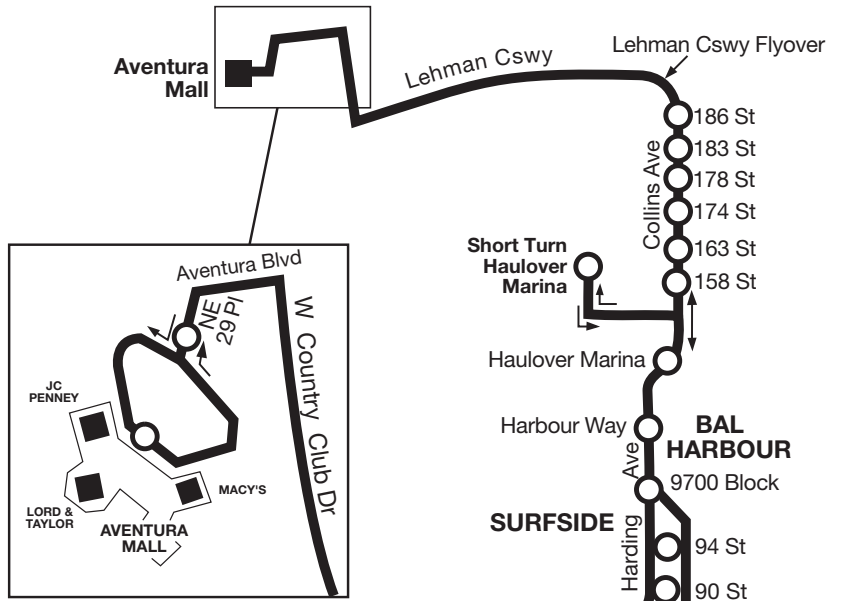 Lehman Cswy Flyover
Aventura
Mall
Lehman Cswy
186 St
183 St
178 St
174 St
163 St
158 St
Collins Ave
Short Turn
Haulover
Marina
Haulover Marina
Harbour Way
BAL
HARBOUR
Ave
9700 Block
SURFSIDE
Harding
94 St
90 St
Aventura Blvd
NE
29 Pl
W Country Club Dr
JC
PENNEY
LORD &
TAYLOR
MACY'S
AVENTURA
MALL